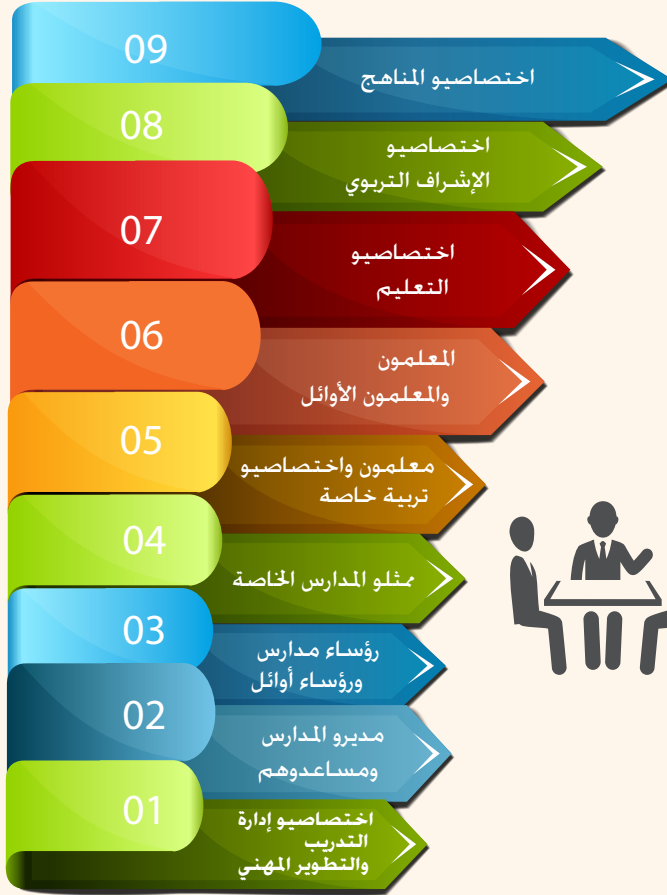 09
اختصاصيو المناهج
08
اختصاصيو
الإشراف التربوي
07
اختصاصيو
التعليم
06
المعلمون
والمعلمون الأوائل
05
معلمون واختصاصيو
تربية خاصة
04
ممثلو المدارس الخاصة
03
رؤساء مدارس
ورؤساء أوائل
02
مديرو المدارس
ومساعدوهم
01
اختصاصيو إدارة
التدريب
والتطوير المهني